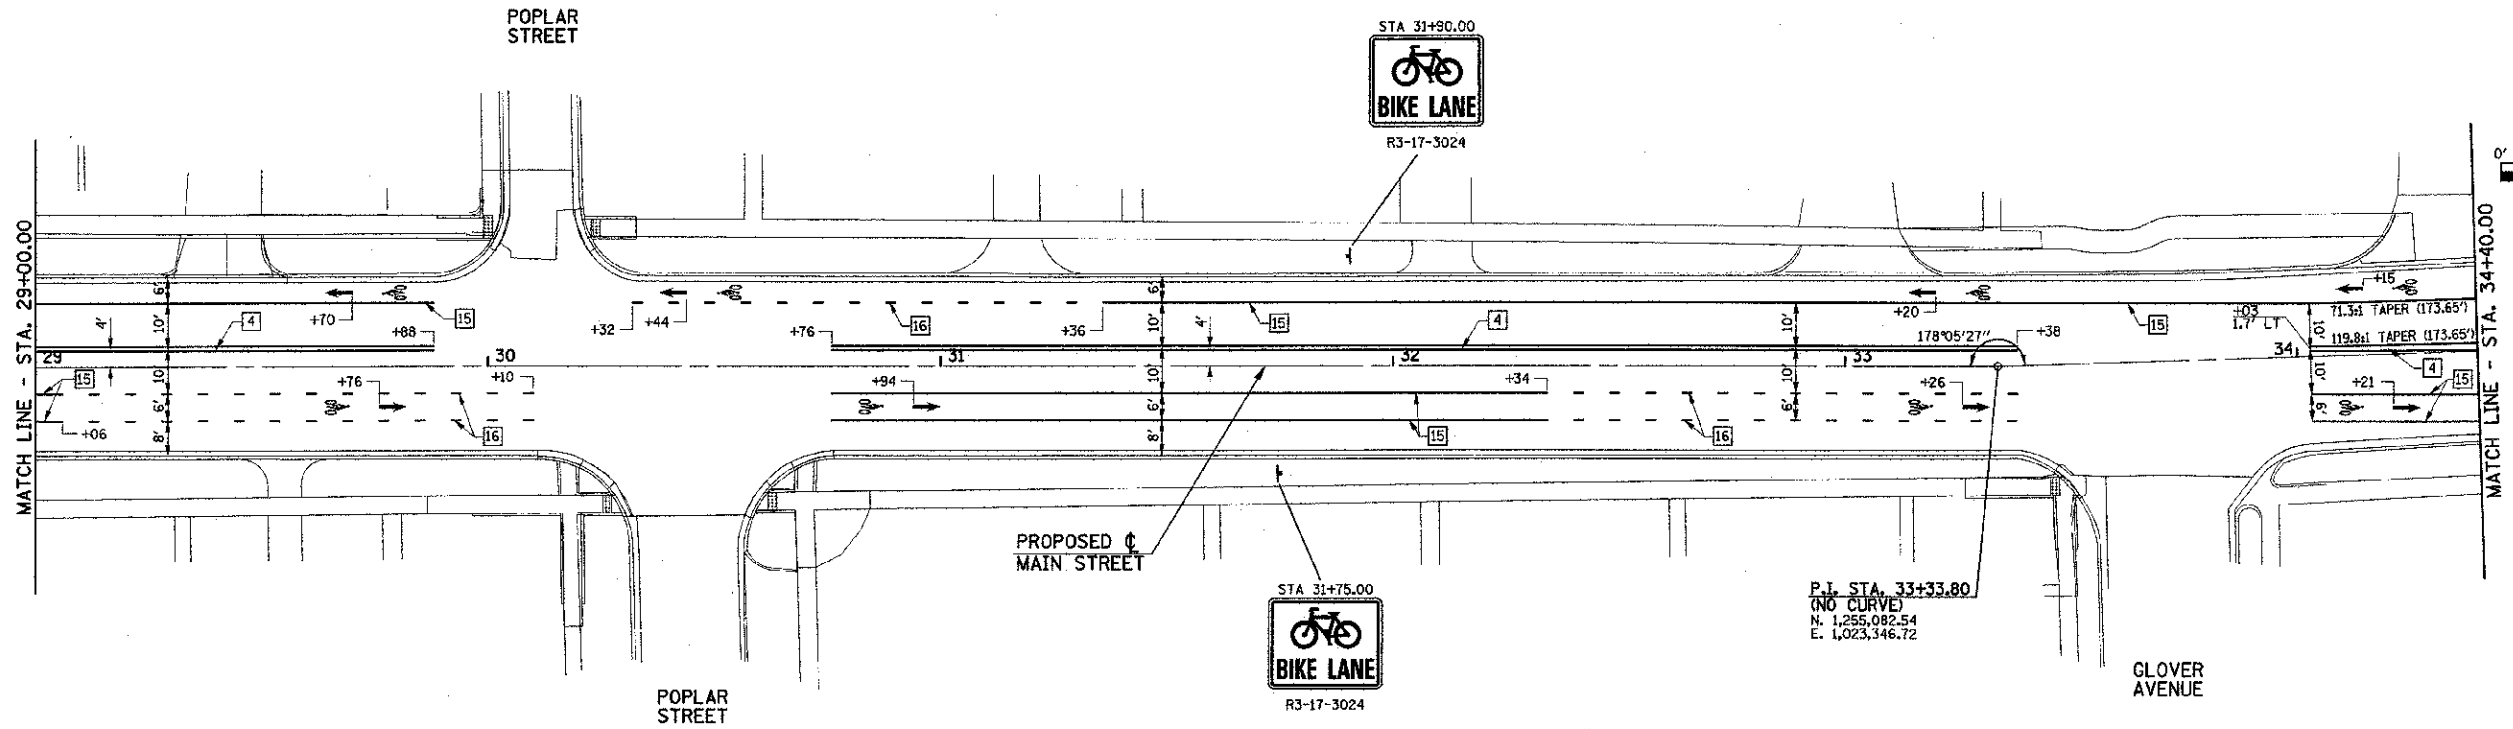 POPLAR
STREET
STA 31+90.00
BIKE LANE
R3-17-3024
0'
MATCH LINE - STA. 29+00.00
MATCH LINE - STA. 34+40.00
6'
10'
4'
4
+70
+88
15
+32
+44
16
+76
+36
6'
10'
4'
15
4
10'
+20
178°05'27"
+38
15
+03
1.7' LT
+15
71.3:1 TAPER (173.65')
119.8:1 TAPER (173.65')
10'
29
30
31
32
33
34
15
+76
+10
10'
6'
8'
+06
16
+94
10'
6'
8'
+34
15
16
10'
6'
+26
10'
6'
+21
4
15
PROPOSED ℄
MAIN STREET
STA 31+75.00
BIKE LANE
R3-17-3024
P.I. STA. 33+33.80
(NO CURVE)
N. 1,255,082.54
E. 1,023,346.72
POPLAR
STREET
GLOVER
AVENUE